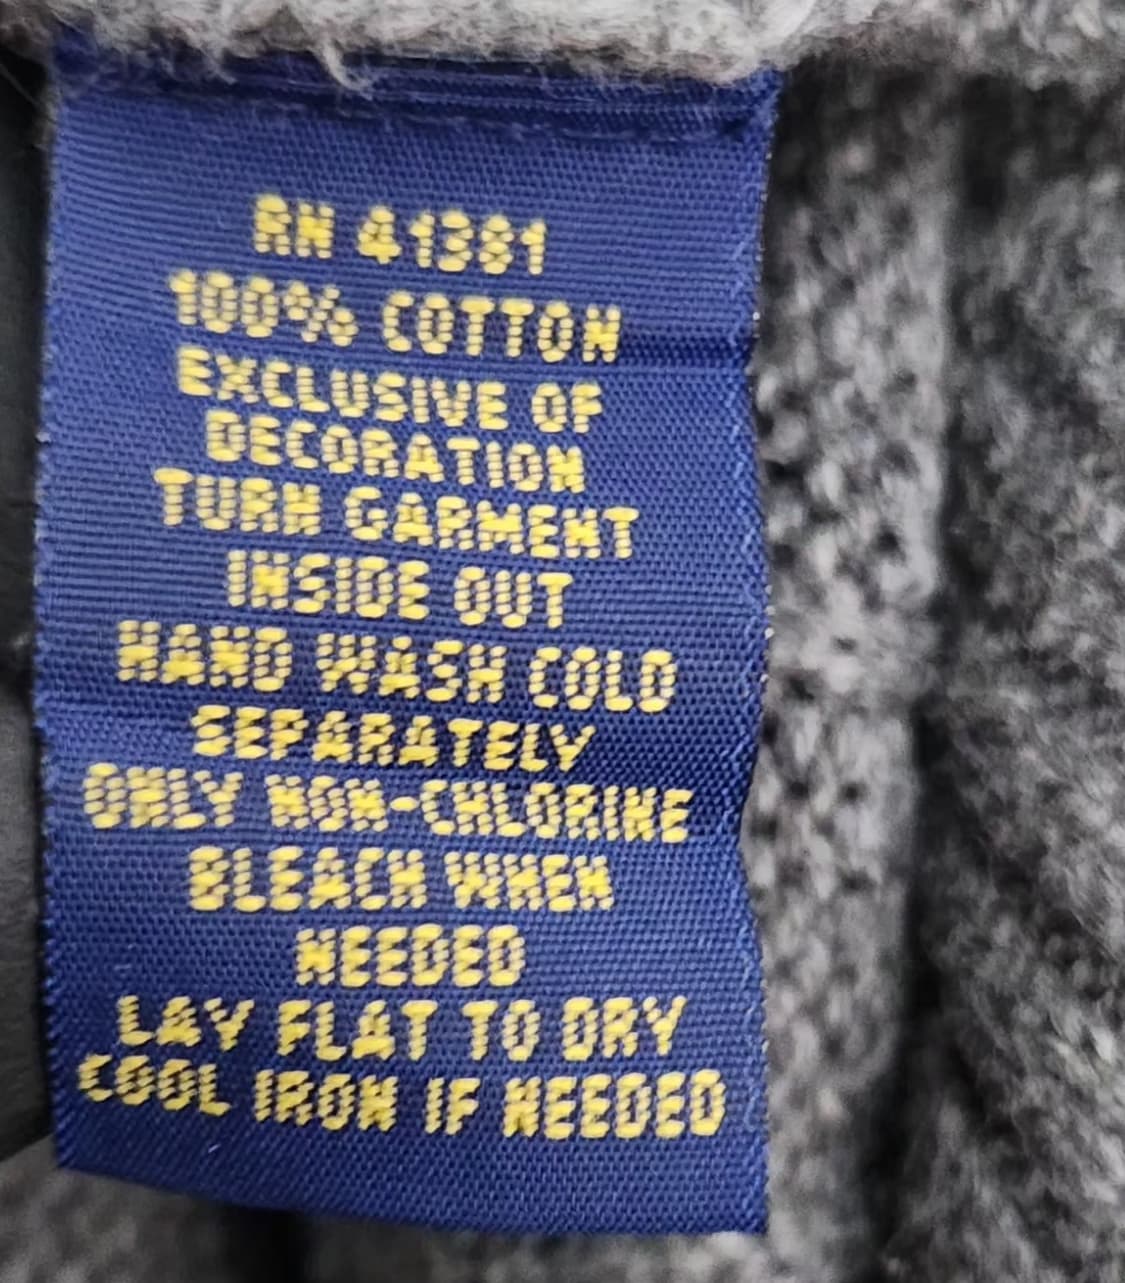 RN 41381
100% COTTON
EXCLUSIVE OF
DECORATION
TURN GARMENT
INSIDE OUT
HAND WASH COLD
SEPARATELY
ONLY NON-CHLORINE
BLEACH WHEN
NEEDED
LAY FLAT TO DRY
COOL IRON IF NEEDED